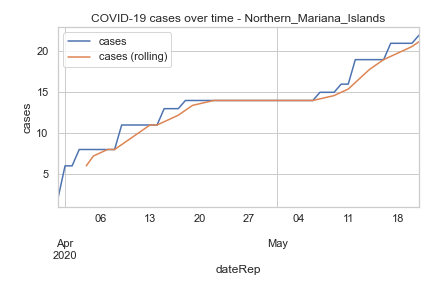 COVID-19 cases over time - Northern_Mariana_Islands
cases
cases (rolling)
cases
20
15
10
5
06 13 20 27 04 11 18
Apr May
2020
dateRep